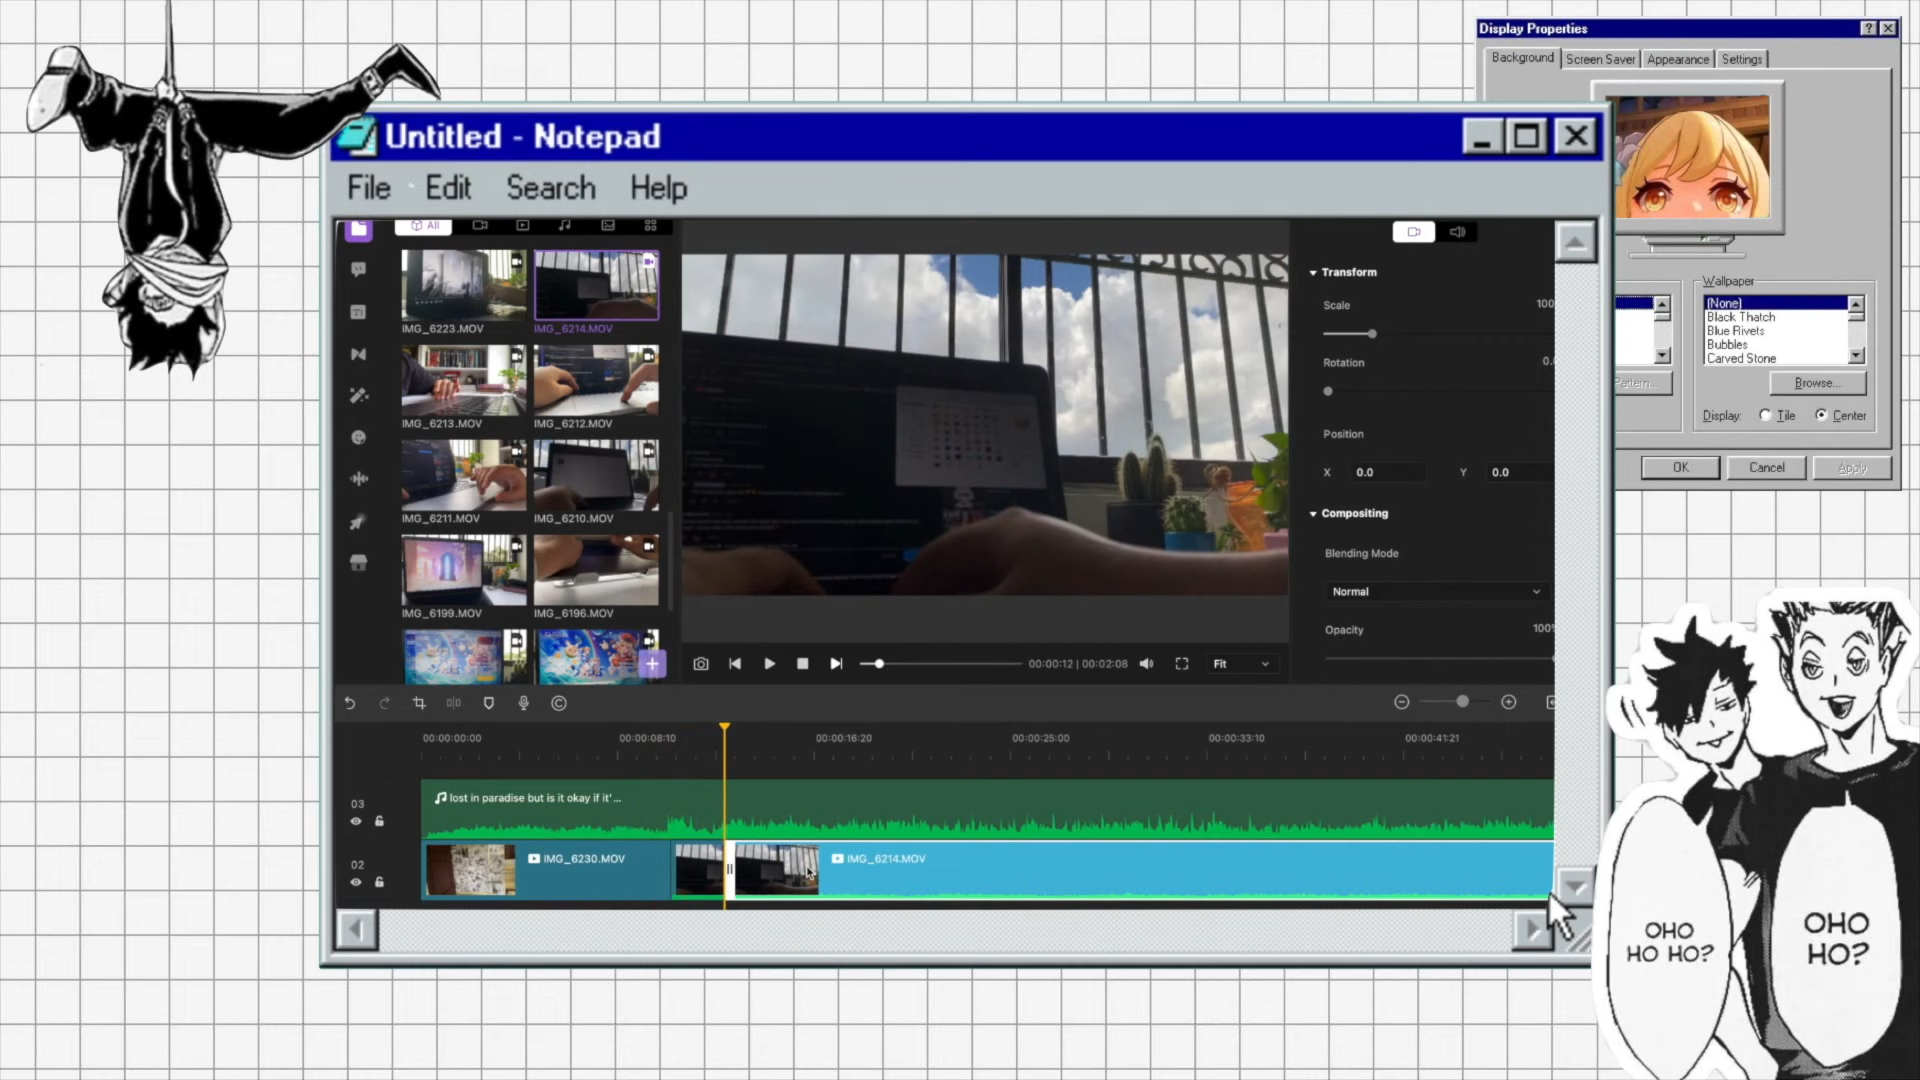 Display Properties
Background Screen Saver Appearance Settings
Untitled - Notepad
File Edit Search Help
All
IMG_6223.MOV IMG_6214.MOV
IMG_6213.MOV IMG_6212.MOV
IMG_6211.MOV IMG_6210.MOV
IMG_6199.MOV IMG_6196.MOV
Transform
Scale 100
Rotation 0.
Position
X 0.0 Y 0.0
Compositing
Blending Mode
Normal
Opacity 100%
00:00:12 | 00:02:08 Fit
Wallpaper
(None)
Black Thatch
Blue Rivets
Bubbles
Carved Stone
Pattern... Browse...
Display: Tile Center
OK Cancel Apply
00:00:00:00 00:00:08:10 00:00:16:20 00:00:25:00 00:00:33:10 00:00:41:21
03
lost in paradise but is it okay if it'...
02
IMG_6230.MOV IMG_6214.MOV
OHO
HO HO?
OHO
HO?